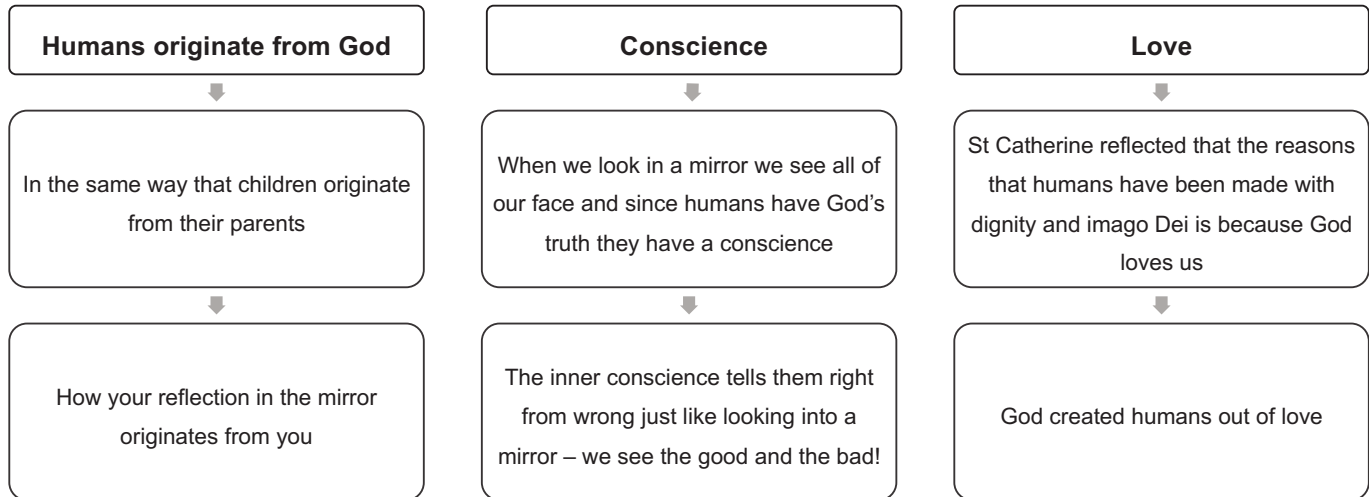 Humans originate from God
In the same way that children originate
from their parents
How your reflection in the mirror
originates from you
Conscience
When we look in a mirror we see all of
our face and since humans have God’s
truth they have a conscience
The inner conscience tells them right
from wrong just like looking into a
mirror – we see the good and the bad!
Love
St Catherine reflected that the reasons
that humans have been made with
dignity and imago Dei is because God
loves us
God created humans out of love